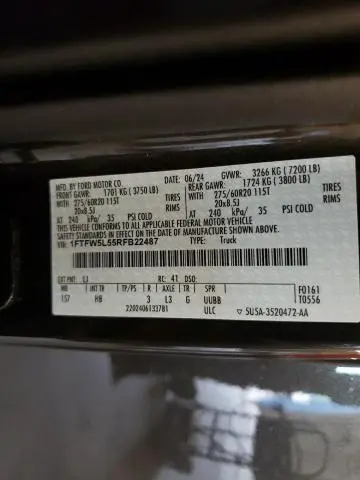 MFD. BY FORD MOTOR CO. DATE: 06/24 GVWR: 3266 KG (7200 LB)
FRONT GAWR: 1701 KG (3750 LB) REAR GAWR: 1724 KG (3800 LB)
WITH 275/60R20 115T TIRES WITH 275/60R20 115T TIRES
20x8.5J RIMS 20x8.5J RIMS
AT 240 kPa/ 35 PSI COLD AT 240 kPa/ 35 PSI COLD
THIS VEHICLE CONFORMS TO ALL APPLICABLE FEDERAL MOTOR VEHICLE
SAFETY STANDARDS IN EFFECT ON THE DATE OF MANUFACTURE SHOWN ABOVE.
VIN: 1FTFW5L55RFB22487 TYPE: Truck
EXT PNT: RC: 41 DSO:
WB INT TR TP/PS R AXLE TR SPR F0161
157 HB 3 L3 G UUBB T0556
2202406133781 ULC 5U5A-3520472-AA